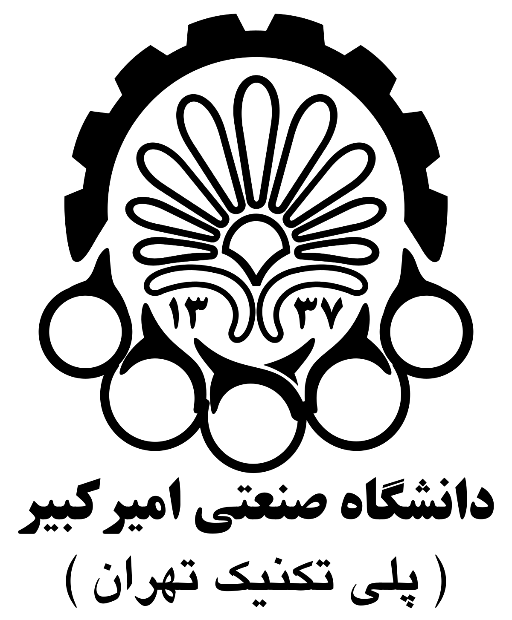 ۱۳ ۳۷
دانشگاه صنعتی امیرکبیر
( پلی تکنیک تهران )